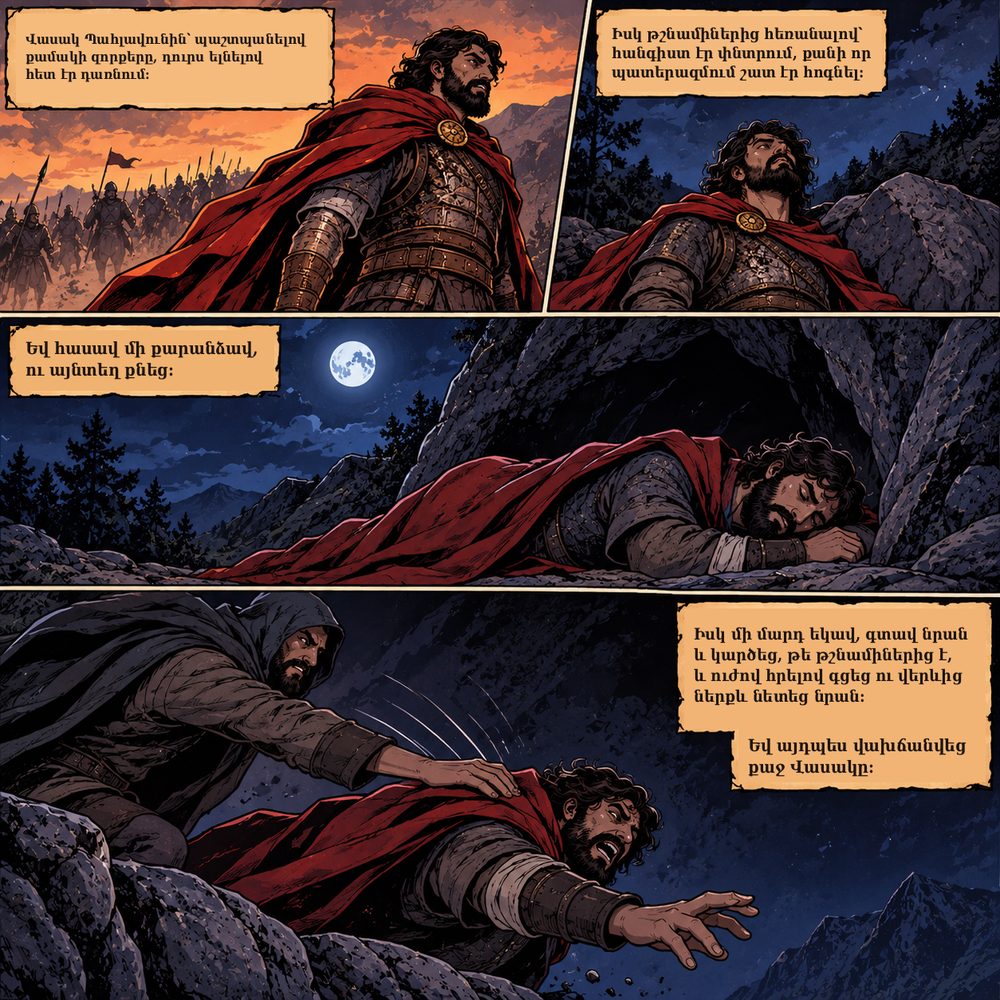 Վասակ Պահլավունին՝ պաշտպանելով
քամակի զորքերը, դուրս ելնելով
հետ էր դառնում:
Իսկ թշնամիներից հեռանալով՝
հանգիստ էր փնտրում, քանի որ
պատերազմում շատ էր հոգնել:
Եվ հասավ մի քարանձավ,
ու այնտեղ քնեց:
Իսկ մի մարդ եկավ, գտավ նրան
և կարծեց, թե թշնամիներից է,
և ուժով հրելով գցեց ու վերևից
ներքև նետեց նրան:
Եվ այդպես վախճանվեց
քաջ Վասակը: